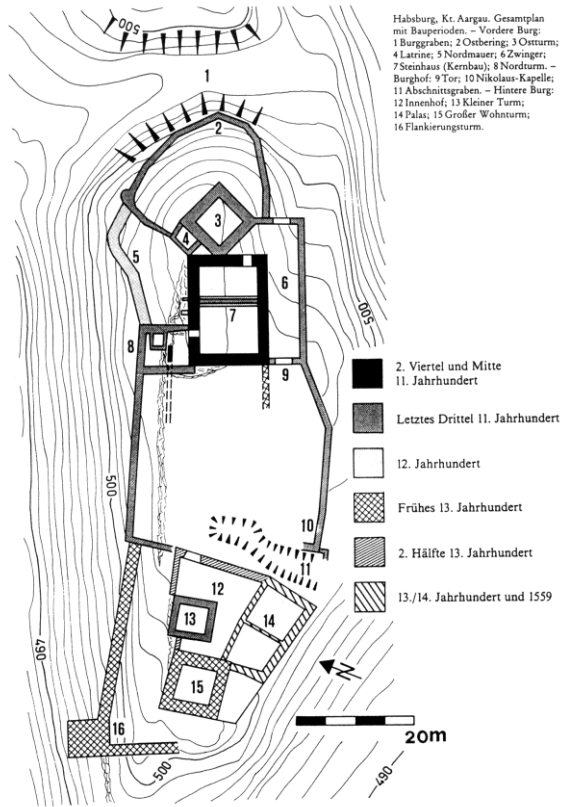 Habsburg, Kt. Aargau. Gesamtplan
mit Bauperioden. – Vordere Burg:
1 Burggraben; 2 Ostbering; 3 Ostturm;
4 Latrine; 5 Nordmauer; 6 Zwinger;
7 Steinhaus (Kernbau); 8 Nordturm. –
Burghof: 9 Tor; 10 Nikolaus-Kapelle;
11 Abschnittsgraben. – Hintere Burg:
12 Innenhof; 13 Kleiner Turm;
14 Palas; 15 Großer Wohnturm;
16 Flankierungsturm.
500
1
2
3
4
5
6
500
7
8
9
2. Viertel und Mitte
11. Jahrhundert
Letztes Drittel 11. Jahrhundert
12. Jahrhundert
500
Frühes 13. Jahrhundert
10
2. Hälfte 13. Jahrhundert
11
12
13./14. Jahrhundert und 1559
13
14
490
N
15
16
20m
500
490